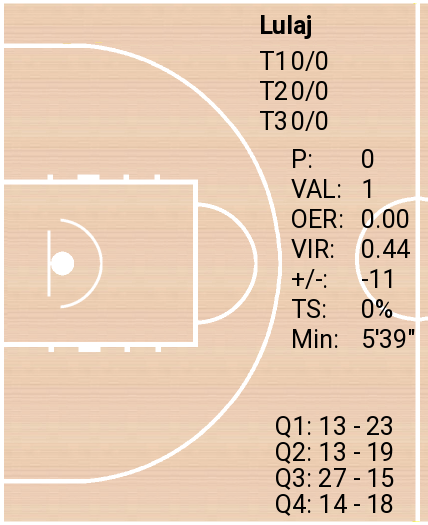 Lulaj
T1 0/0
T2 0/0
T3 0/0
P: 0
VAL: 1
OER: 0.00
VIR: 0.44
+/-: -11
TS: 0%
Min: 5'39"
Q1: 13 - 23
Q2: 13 - 19
Q3: 27 - 15
Q4: 14 - 18